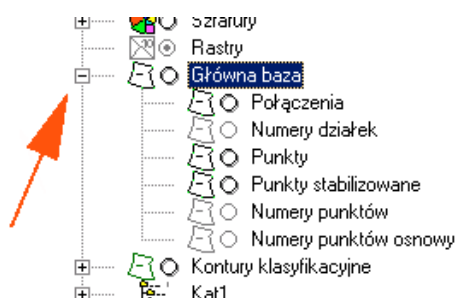 Szrafury
Rastry
Główna baza
Połączenia
Numery działek
Punkty
Punkty stabilizowane
Numery punktów
Numery punktów osnowy
Kontury klasyfikacyjne
Kat1